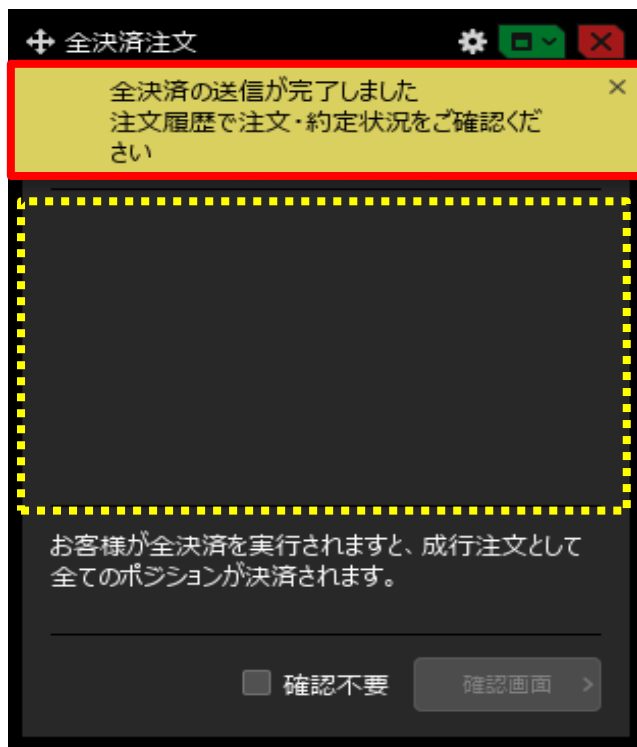 全決済注文
全決済の送信が完了しました
注文履歴で注文・約定状況をご確認くだ
さい
お客様が全決済を実行されますと、成行注文として
全てのポジションが決済されます。
確認不要
確認画面